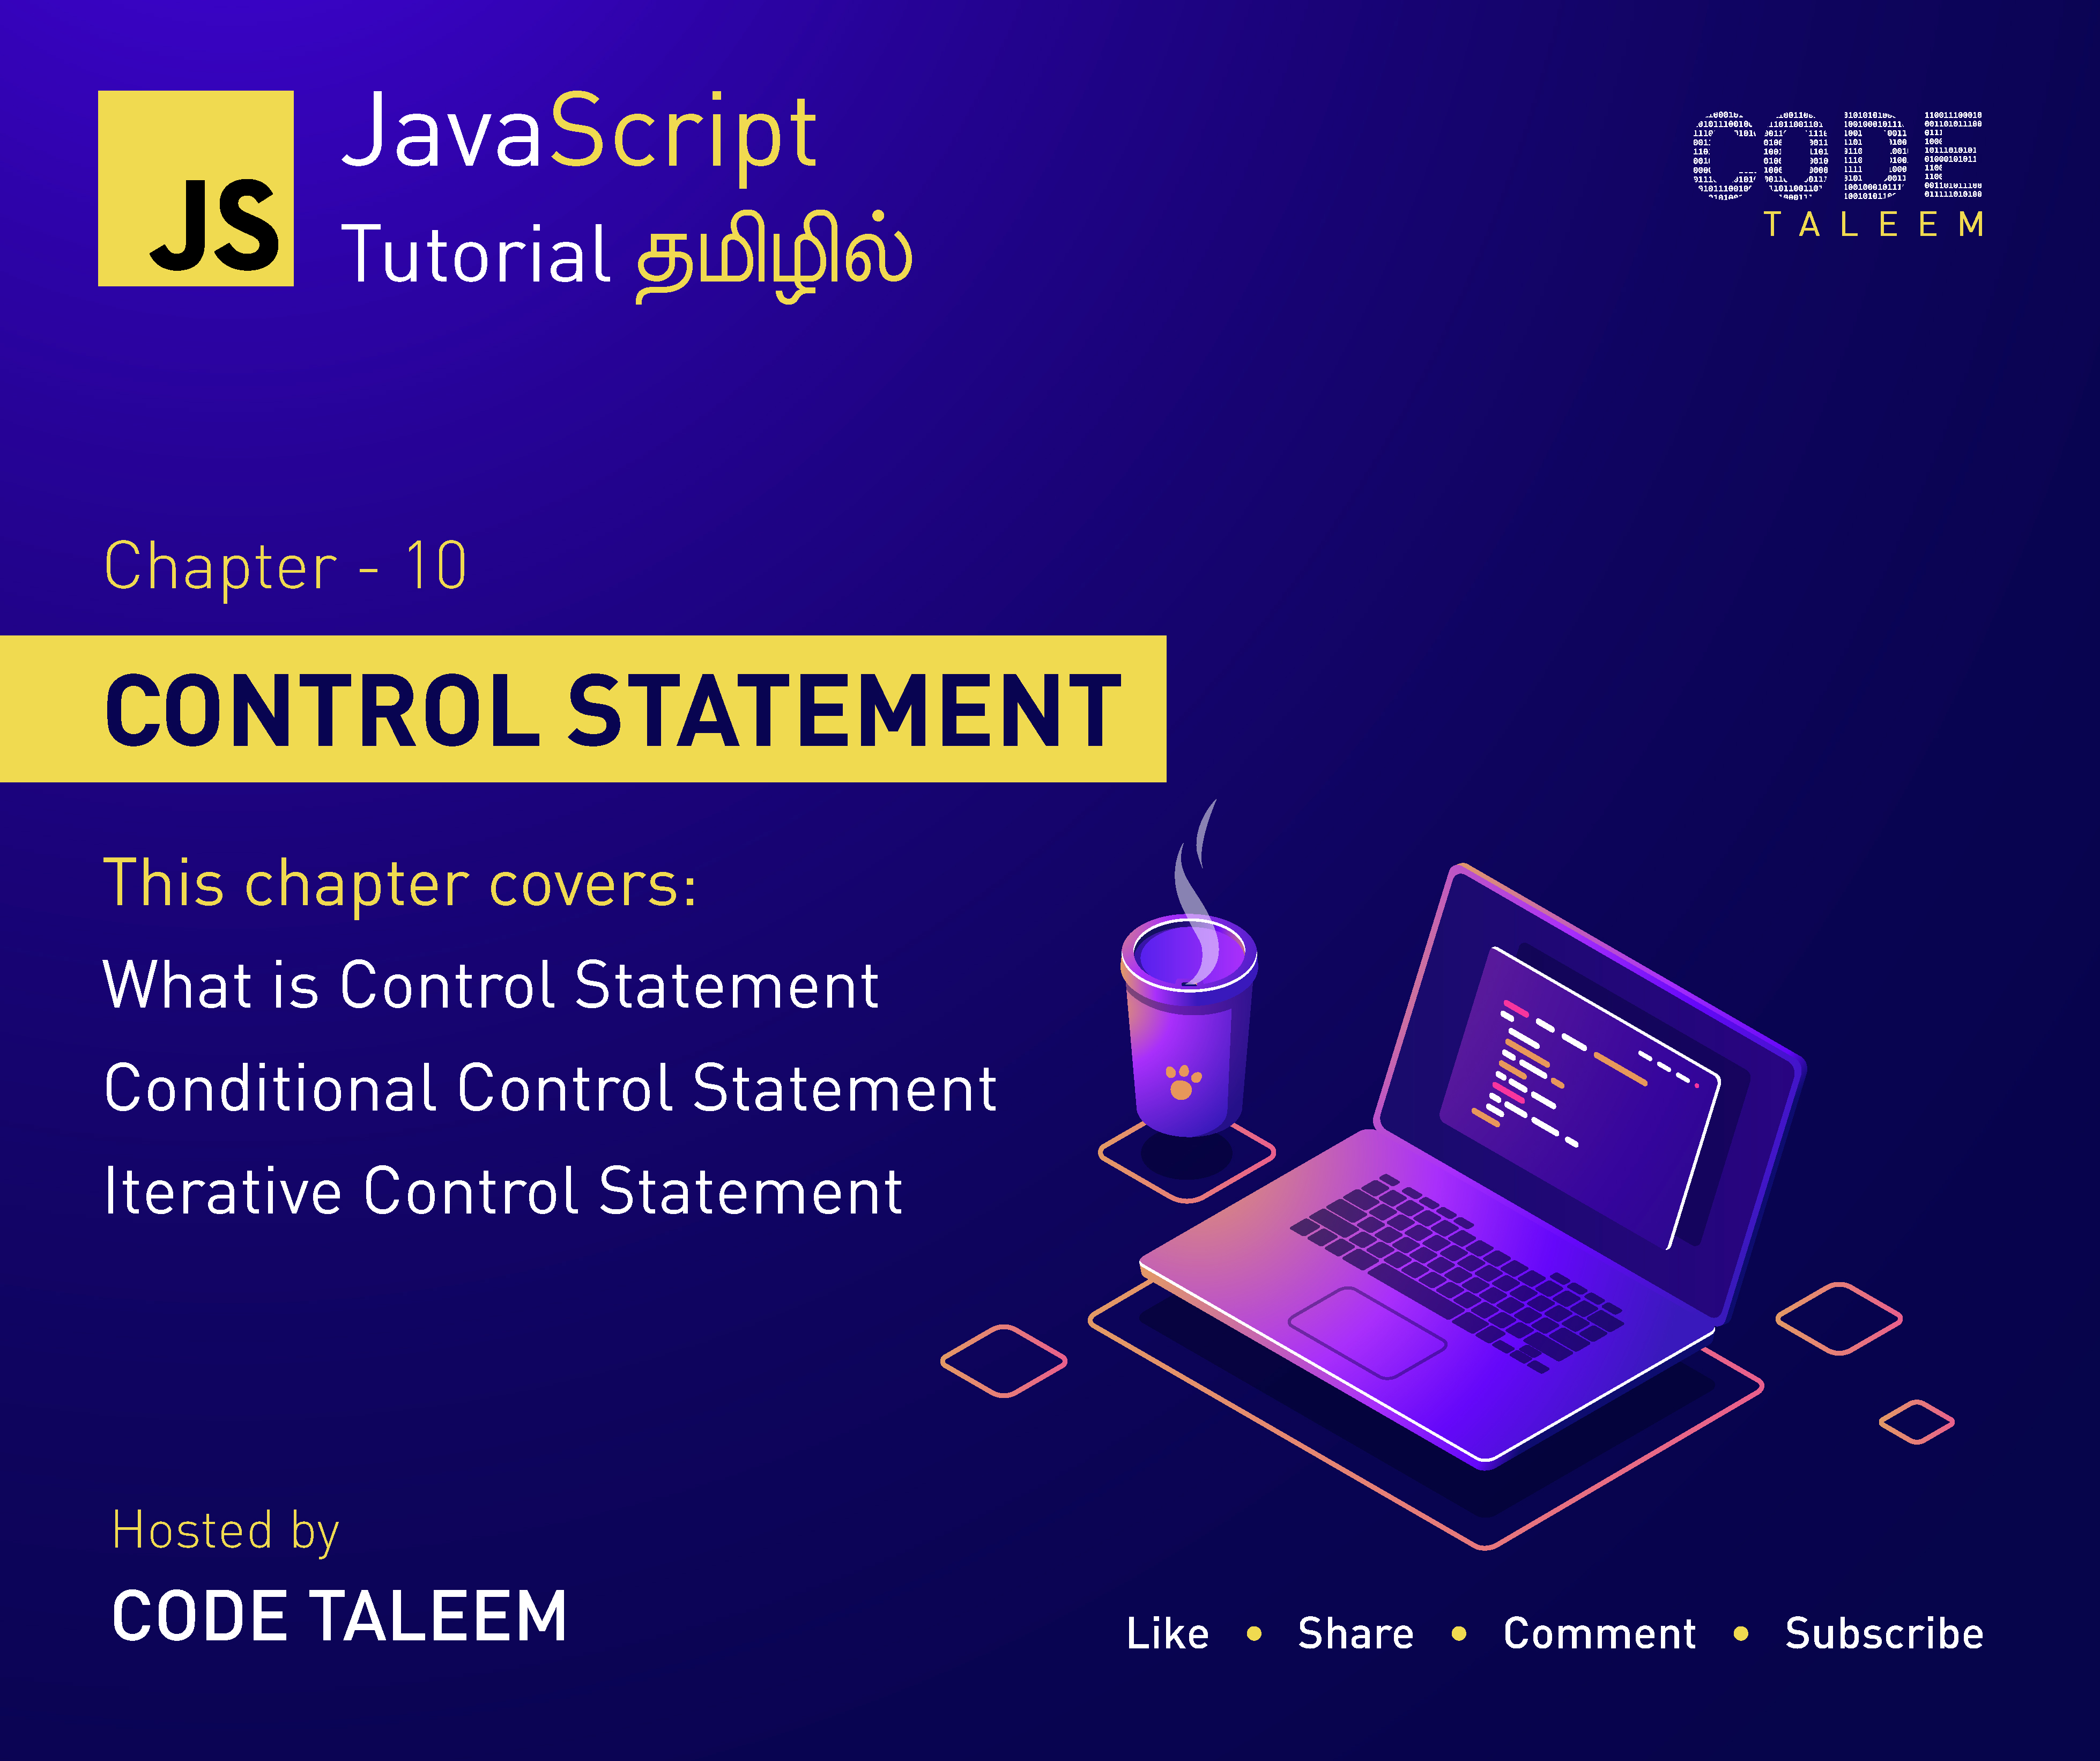 JS
JavaScript
Tutorial தமிழில்
CODE
TALEEM
Chapter - 10
CONTROL STATEMENT
This chapter covers:
What is Control Statement
Conditional Control Statement
Iterative Control Statement
Hosted by
CODE TALEEM
Like • Share • Comment • Subscribe